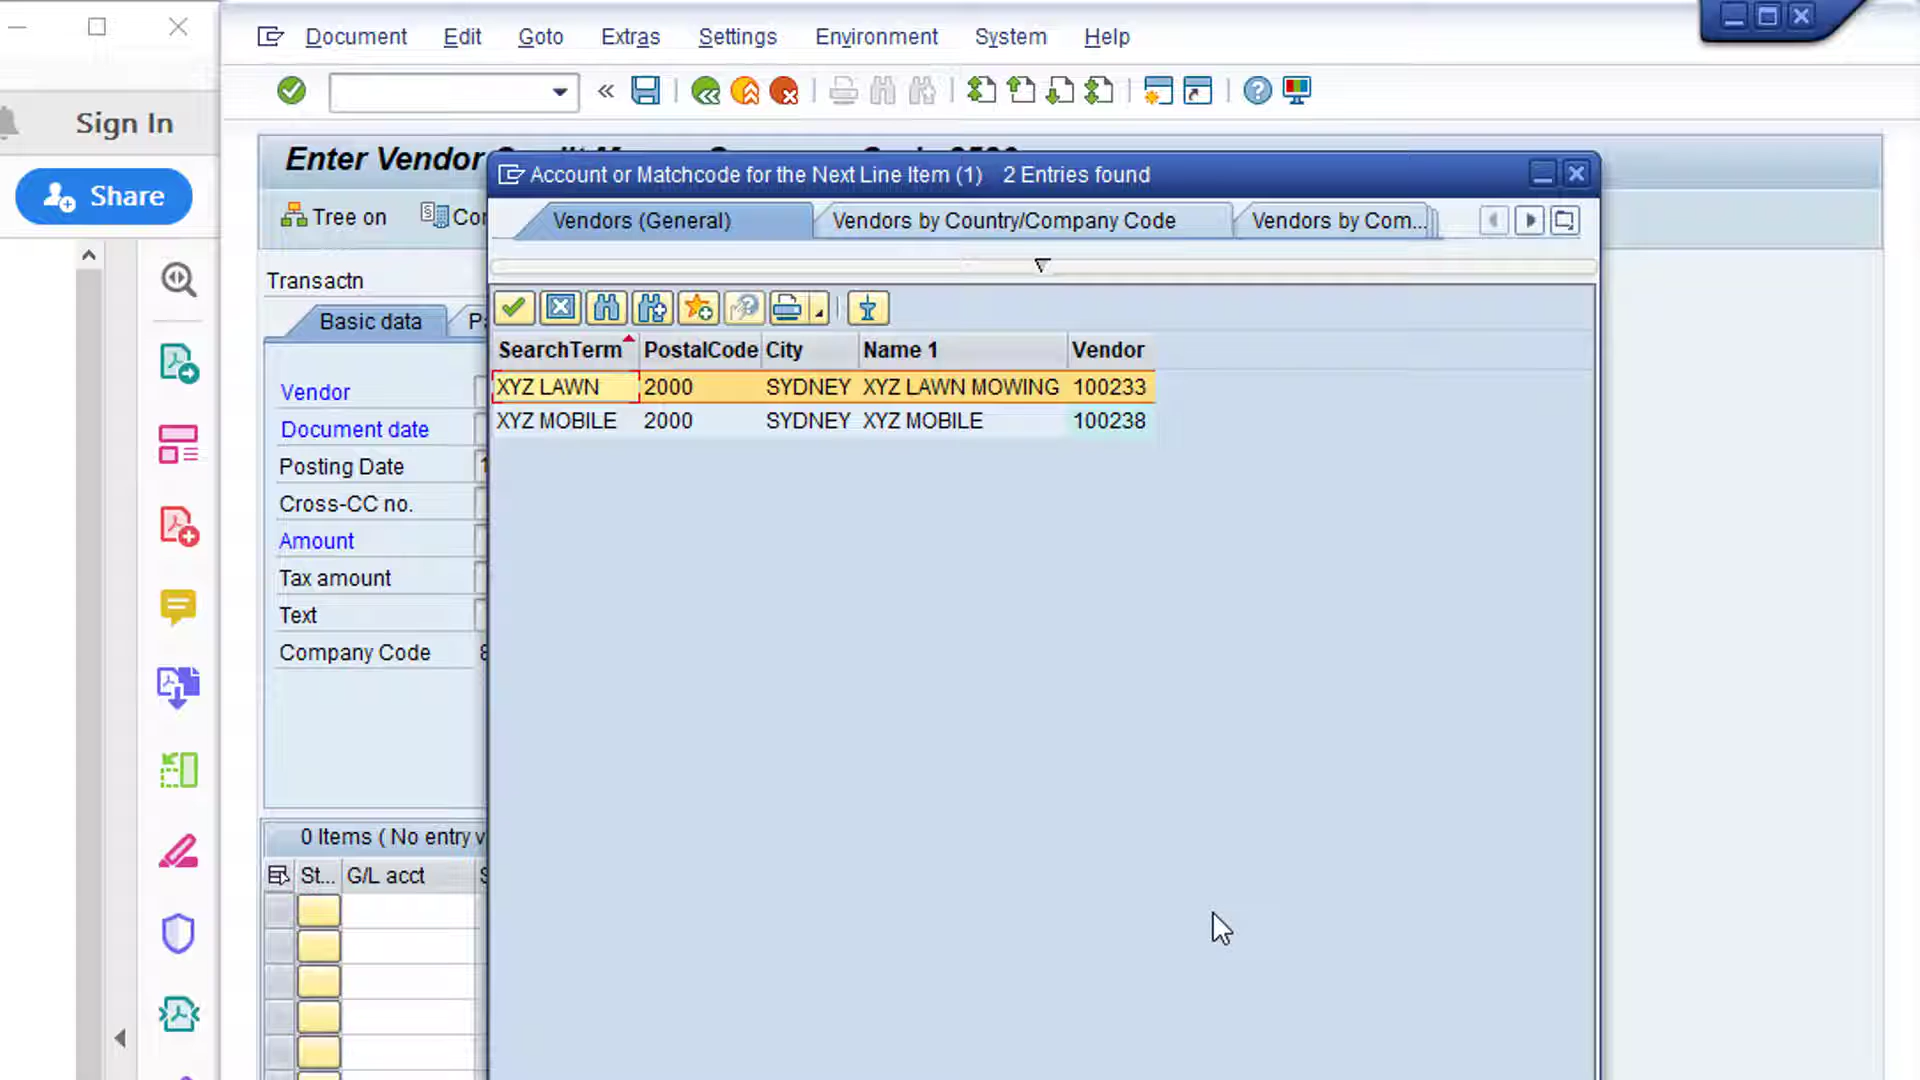 Document Edit Goto Extras Settings Environment System Help
Sign In
Share
Enter Vendor
Account or Matchcode for the Next Line Item (1) 2 Entries found
Tree on
Vendors (General) Vendors by Country/Company Code Vendors by Com...
Transactn
Basic data
SearchTerm PostalCode City Name 1 Vendor
XYZ LAWN 2000 SYDNEY XYZ LAWN MOWING 100233
XYZ MOBILE 2000 SYDNEY XYZ MOBILE 100238
Vendor
Document date
Posting Date
Cross-CC no.
Amount
Tax amount
Text
Company Code
0 Items ( No entry v
St... G/L acct